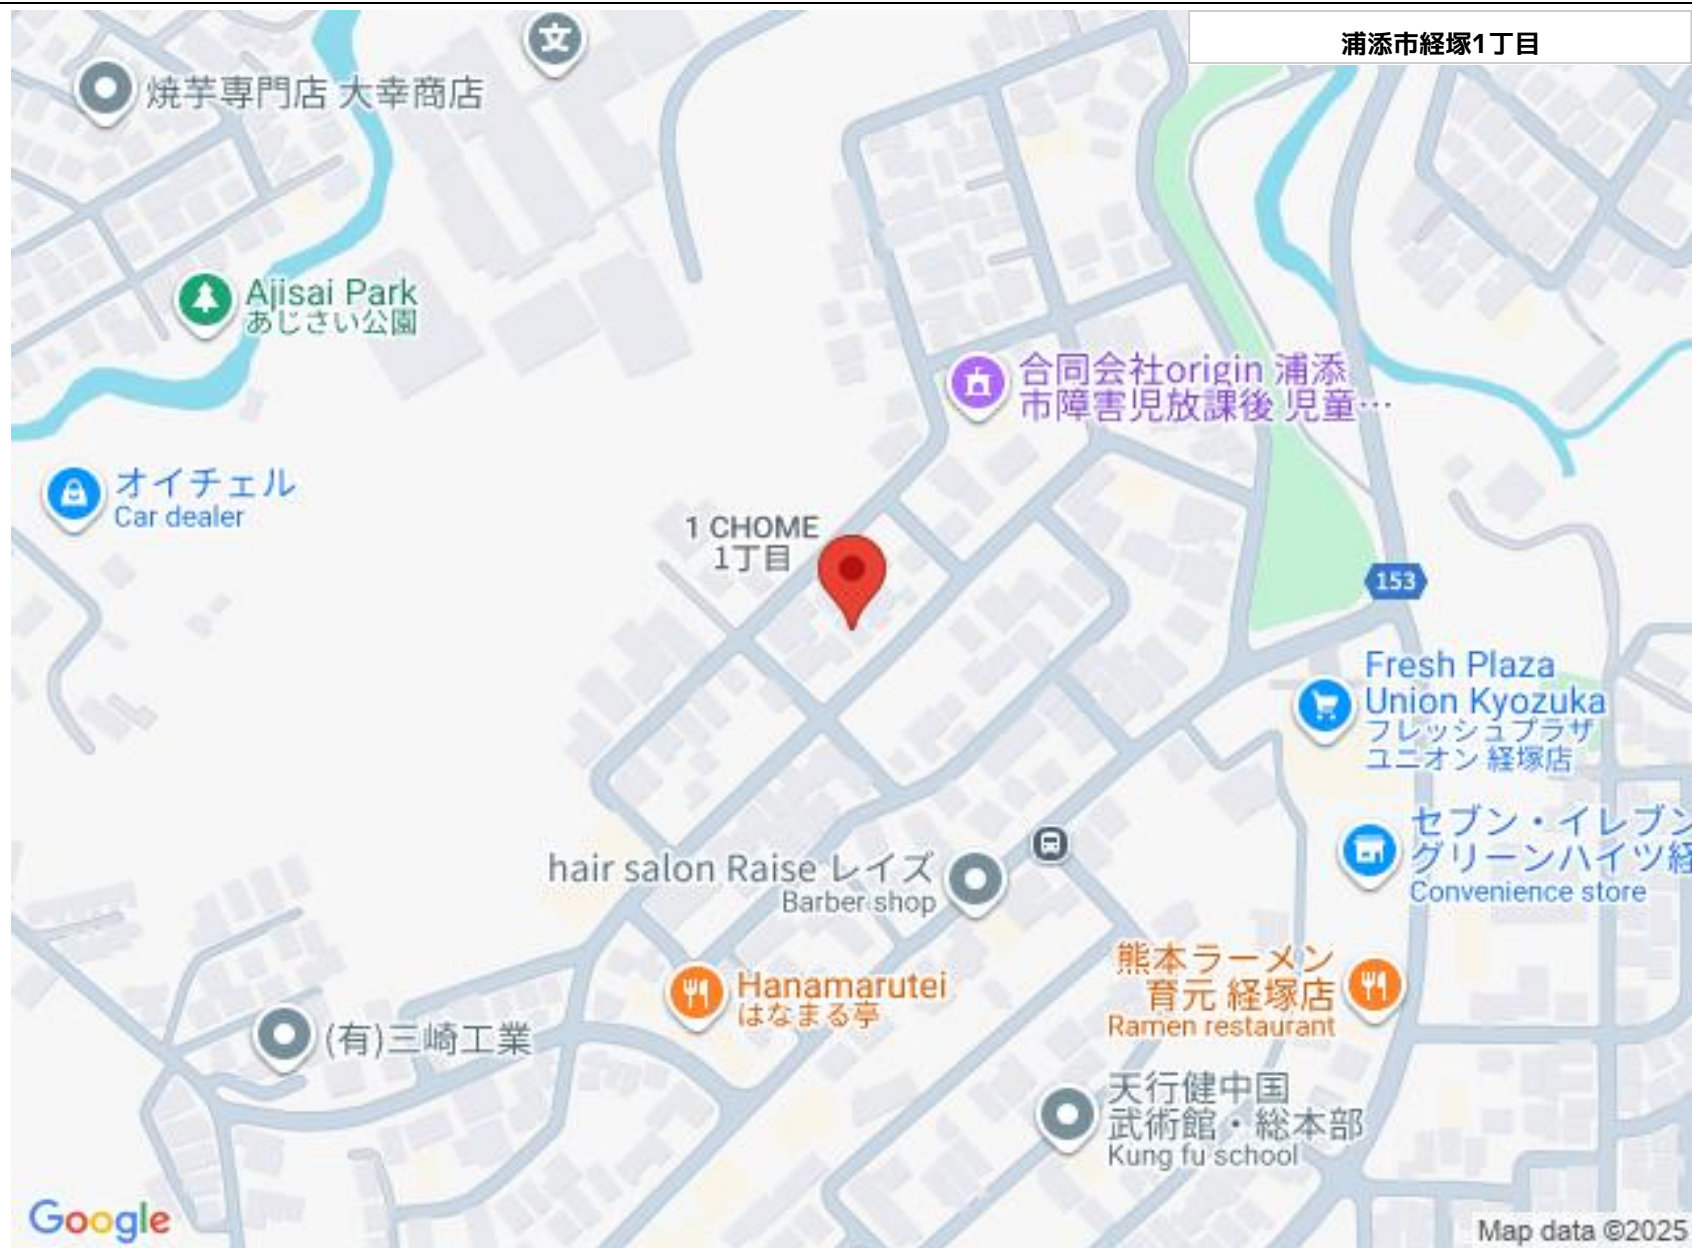 浦添市経塚1丁目
文
焼芋専門店 大幸商店
Ajisai Park
あじさい公園
合同会社origin 浦添
市障害児放課後 児童…
オイチェル
Car dealer
1 CHOME
1丁目
153
Fresh Plaza
Union Kyozuka
フレッシュプラザ
ユニオン 経塚店
セブン・イレブン
グリーンハイツ経
Convenience store
hair salon Raise レイズ
Barber shop
熊本ラーメン
育元 経塚店
Ramen restaurant
Hanamarutei
はなまる亭
(有)三崎工業
天行健中国
武術館・総本部
Kung fu school
Google
Map data ©2025